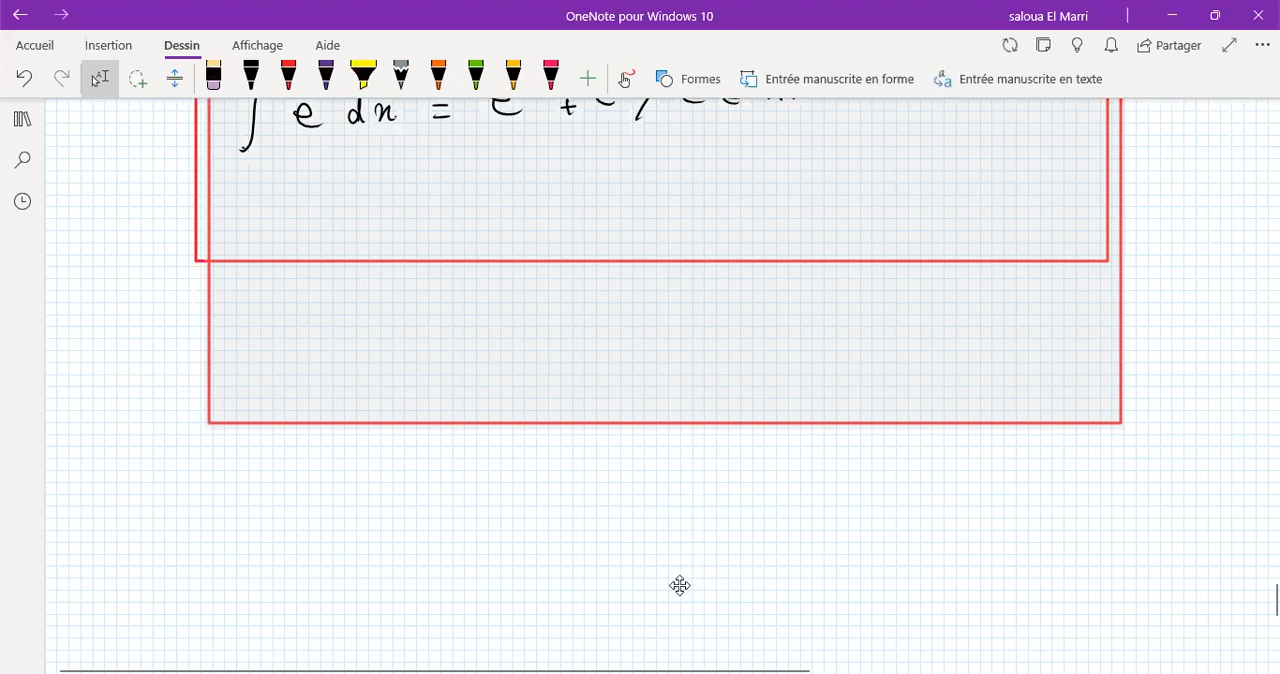 OneNote pour Windows 10
saloua El Marri
Accueil Insertion Dessin Affichage Aide Partager
Formes Entrée manuscrite en forme Entrée manuscrite en texte
∫ e dx = e + c /